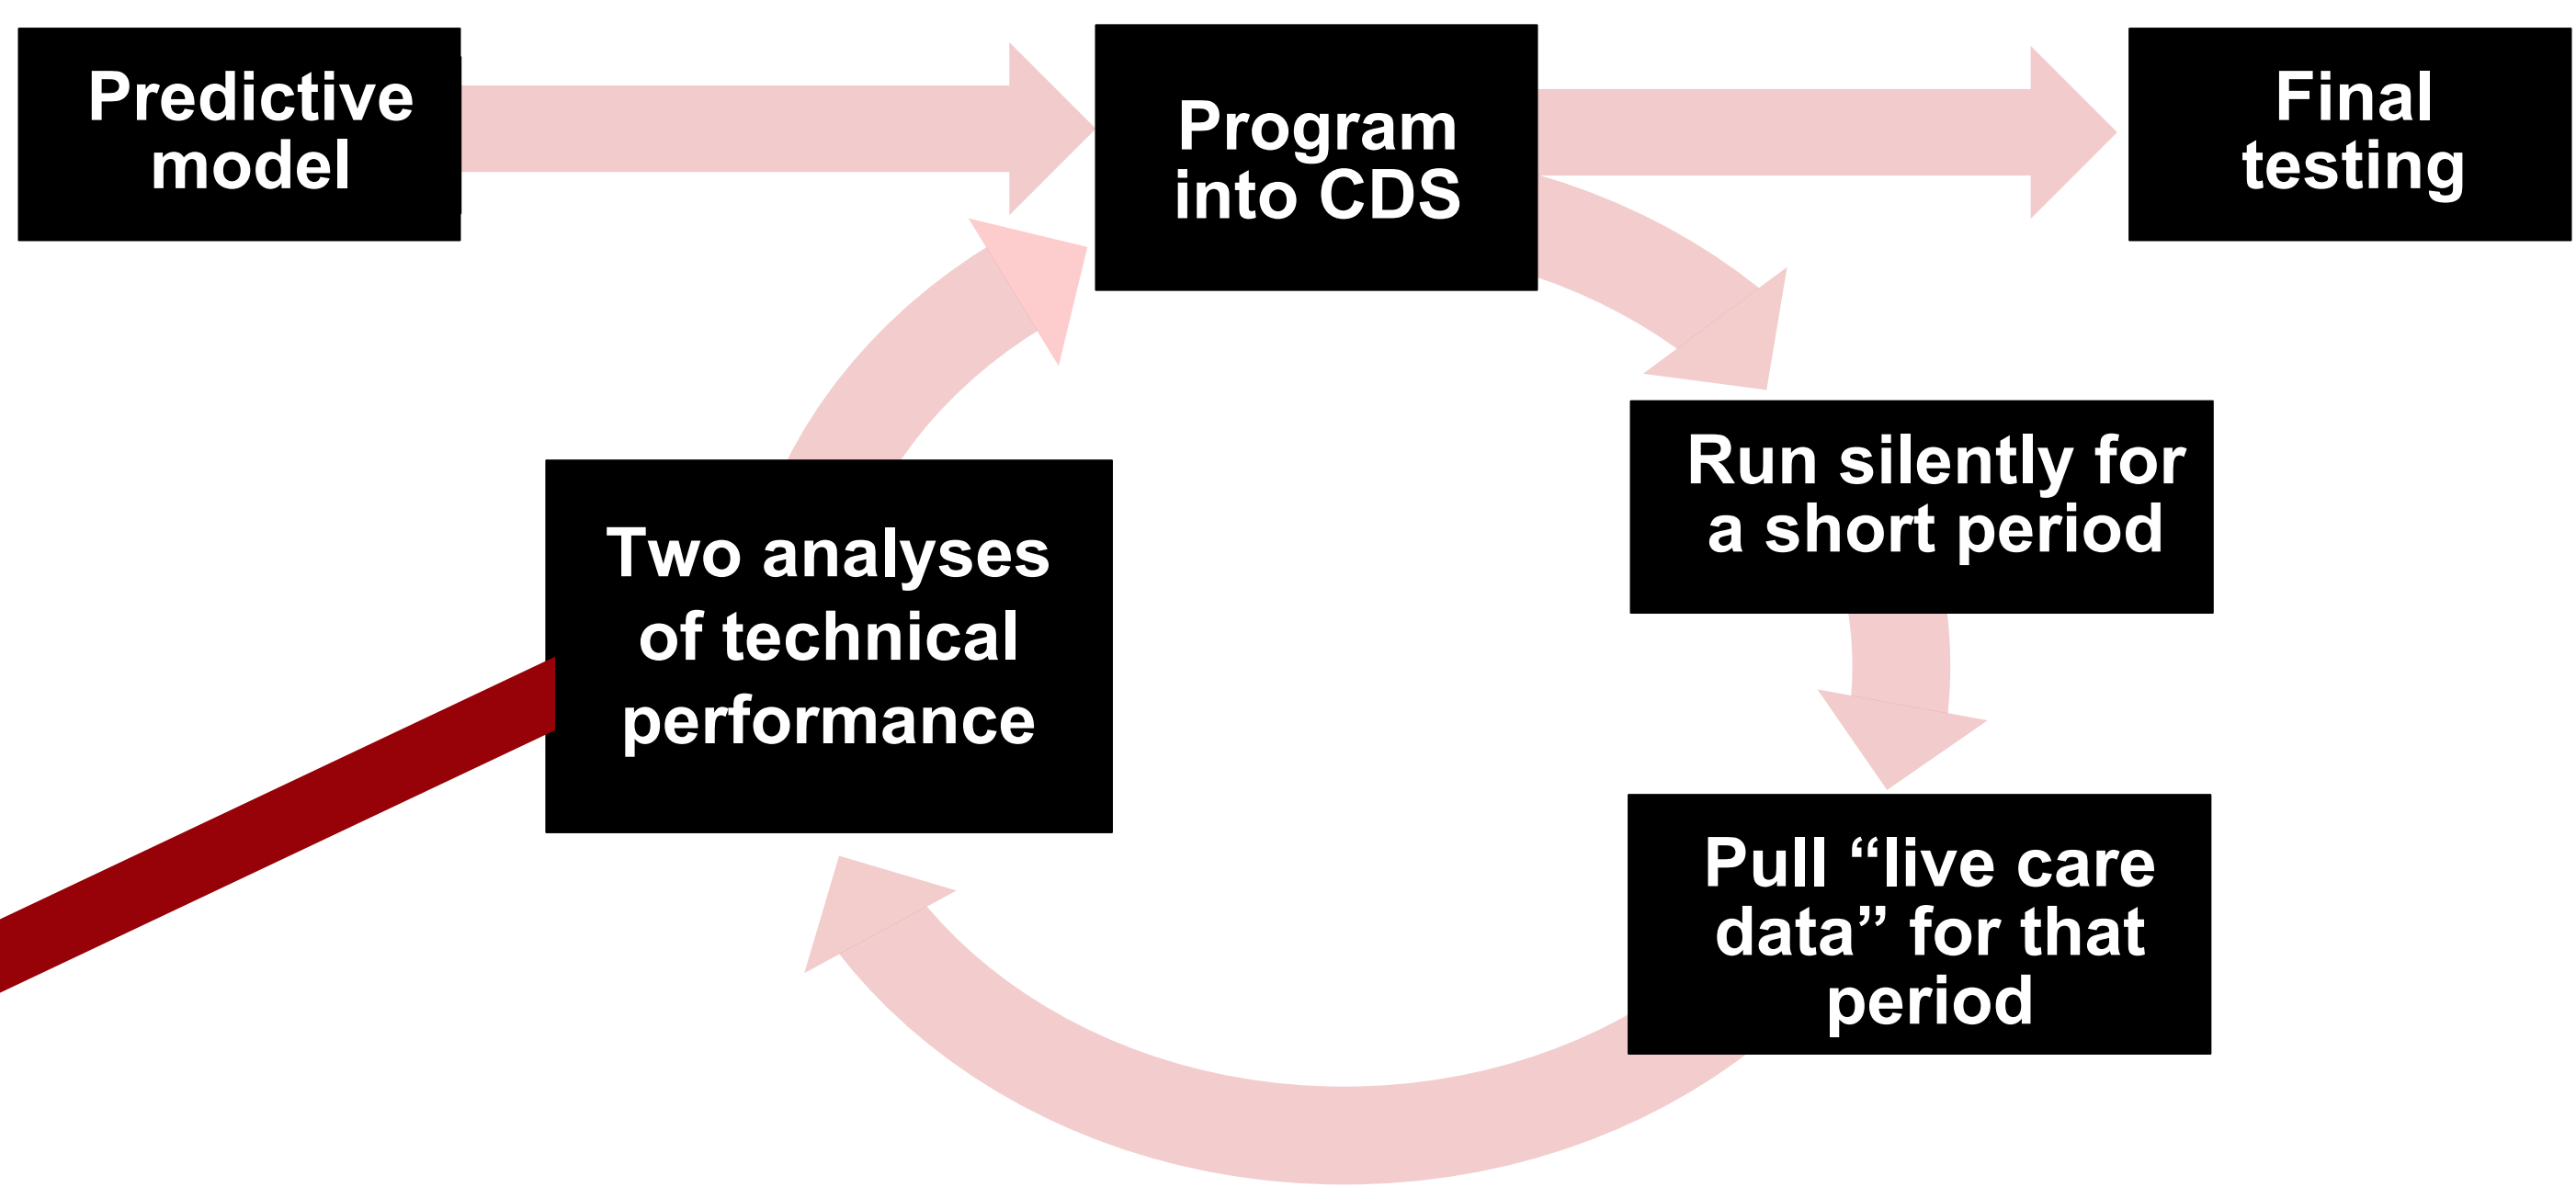 Predictive
model
Program
into CDS
Final
testing
Run silently for
a short period
Two analyses
of technical
performance
Pull “live care
data” for that
period